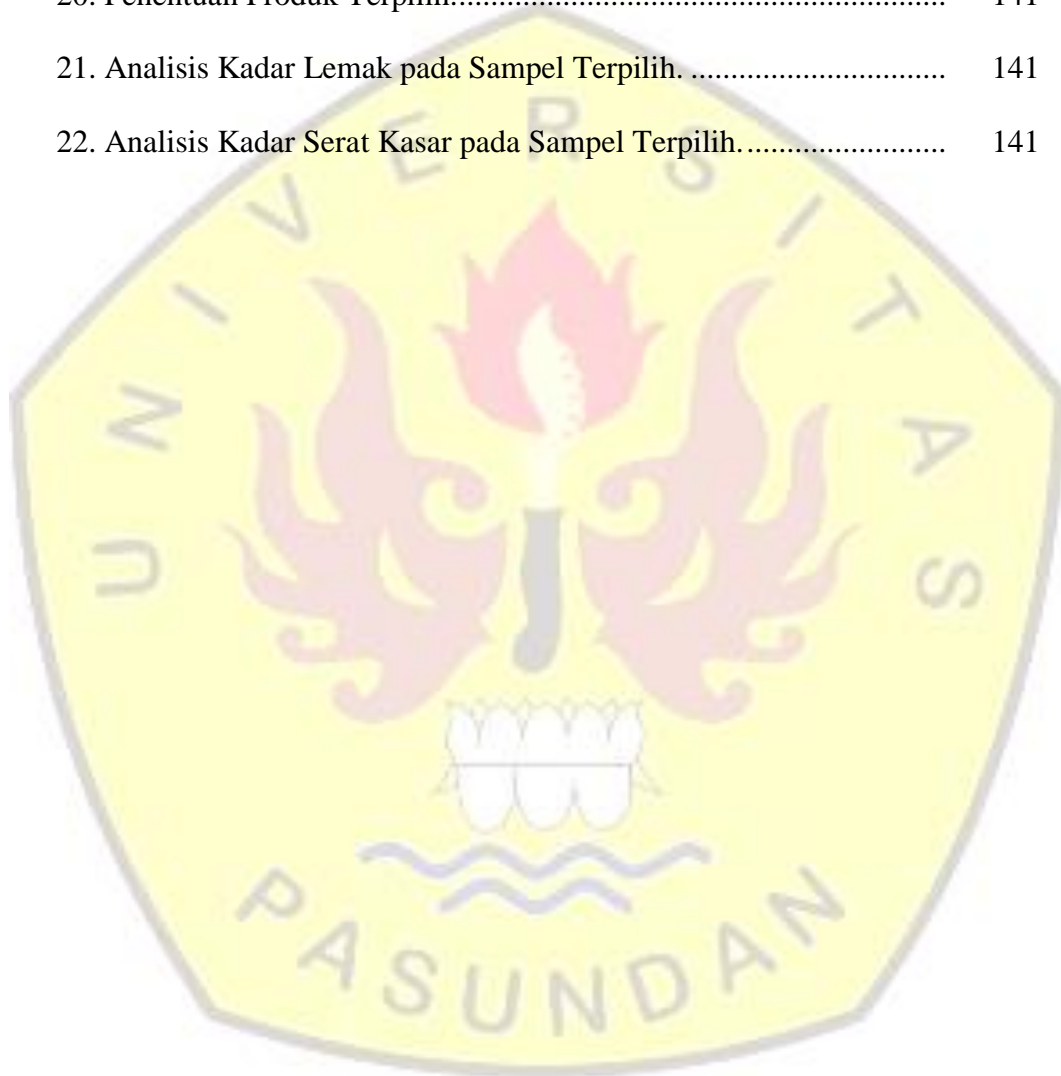 20. Penentuan Produk Terpilih............................................................... 141
21. Analisis Kadar Lemak pada Sampel Terpilih. ................................ 141
22. Analisis Kadar Serat Kasar pada Sampel Terpilih......................... 141
UNIVERSITAS
PASUNDAN